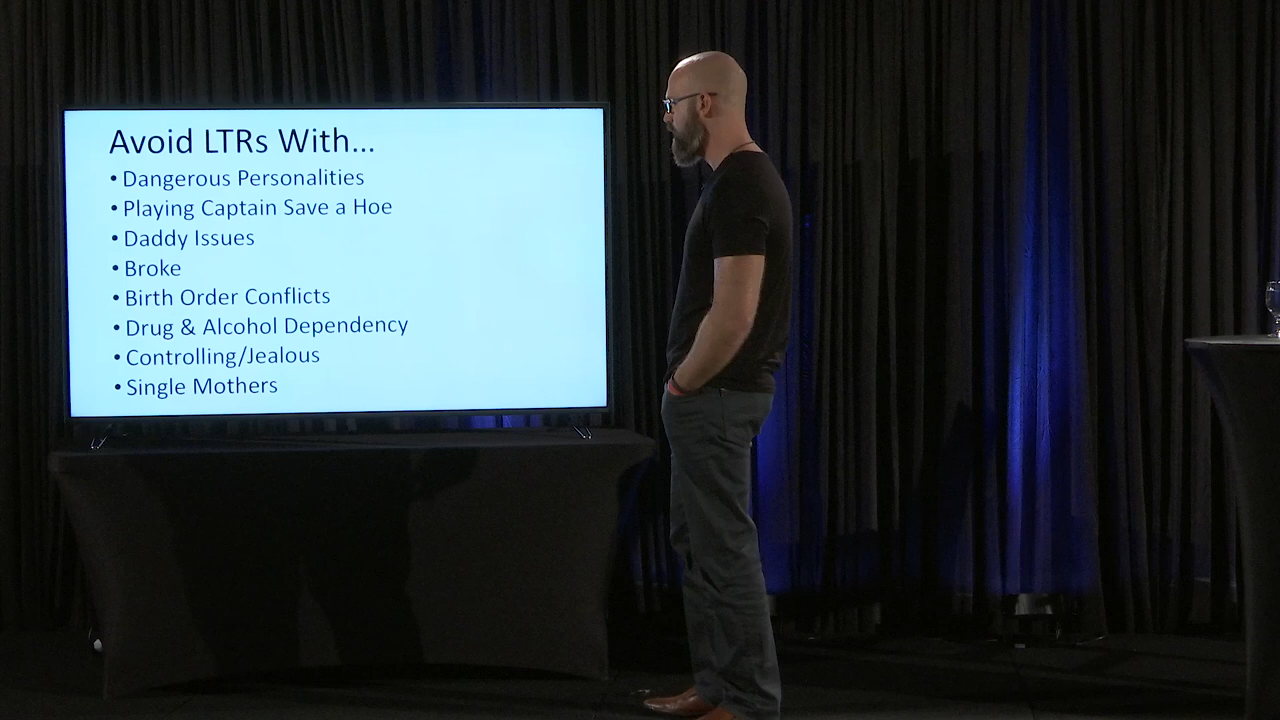 Avoid LTRs With...
• Dangerous Personalities
• Playing Captain Save a Hoe
• Daddy Issues
• Broke
• Birth Order Conflicts
• Drug & Alcohol Dependency
• Controlling/Jealous
• Single Mothers